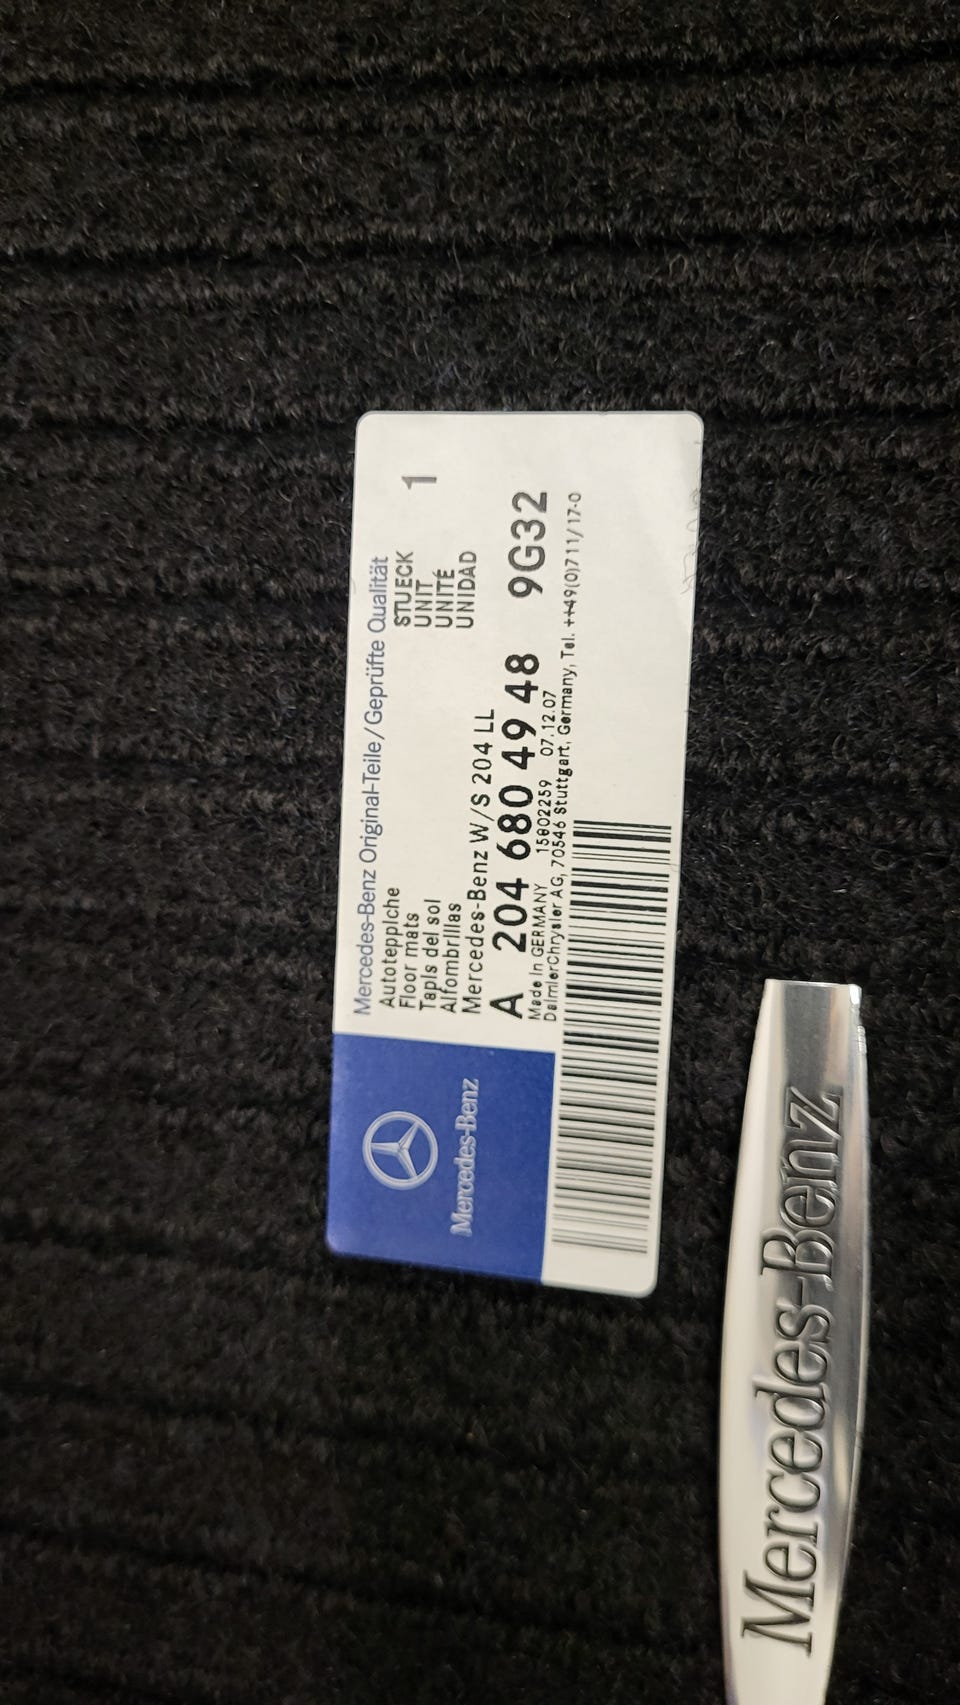 Mercedes-Benz Original-Teile/Geprüfte Qualität
Autoteppiche
Floor mats
Tapis del sol
Alfombrillas
STUECK
UNIT
UNITÉ
UNIDAD
1
Mercedes-Benz W/S 204 LL
A 204 680 49 48 9G32
Made in GERMANY 15802259 07.12.07
DaimlerChrysler AG, 70546 Stuttgart, Germany, Tel. ++49(0)711/17-0
Mercedes-Benz
Mercedes-Benz